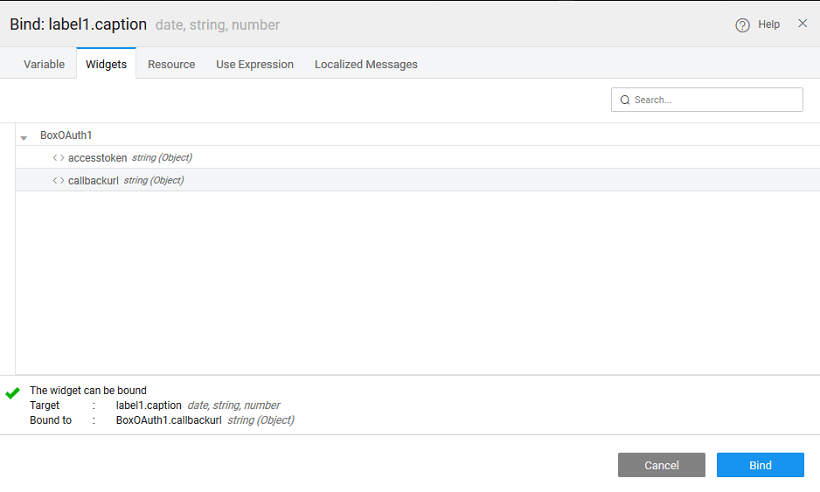 Bind: label1.caption date, string, number
Help
Variable Widgets Resource Use Expression Localized Messages
Search...
BoxOAuth1
accesstoken string (Object)
callbackurl string (Object)
The widget can be bound
Target : label1.caption date, string, number
Bound to : BoxOAuth1.callbackurl string (Object)
Cancel Bind